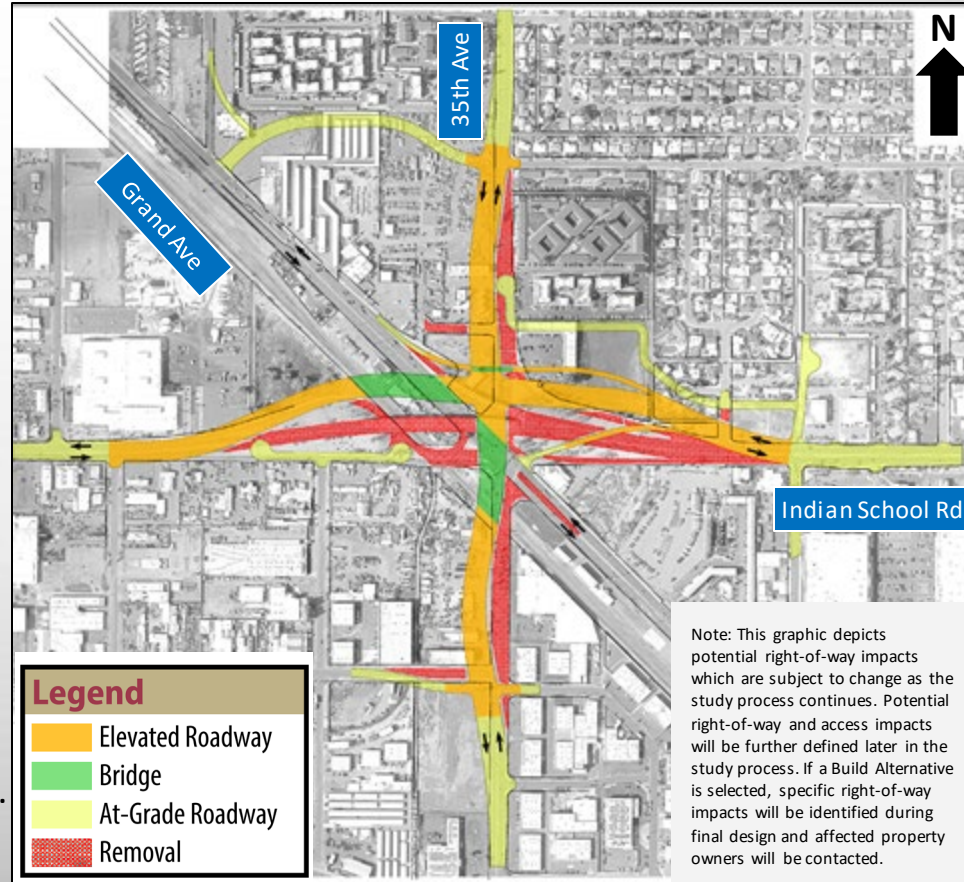 35th Ave
N
Grand Ave
Indian School Rd
Legend
Elevated Roadway
Bridge
At-Grade Roadway
Removal
Note: This graphic depicts
potential right-of-way impacts
which are subject to change as the
study process continues. Potential
right-of-way and access impacts
will be further defined later in the
study process. If a Build Alternative
is selected, specific right-of-way
impacts will be identified during
final design and affected property
owners will be contacted.